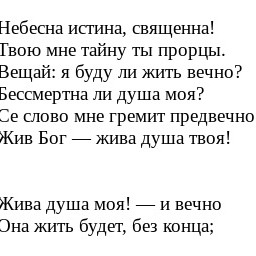 Небесна истина, священна!
Твою мне тайну ты прорцы.
Вещай: я буду ли жить вечно?
Бессмертна ли душа моя?
Се слово мне гремит предвечно
Жив Бог — жива душа твоя!
Жива душа моя! — и вечно
Она жить будет, без конца;